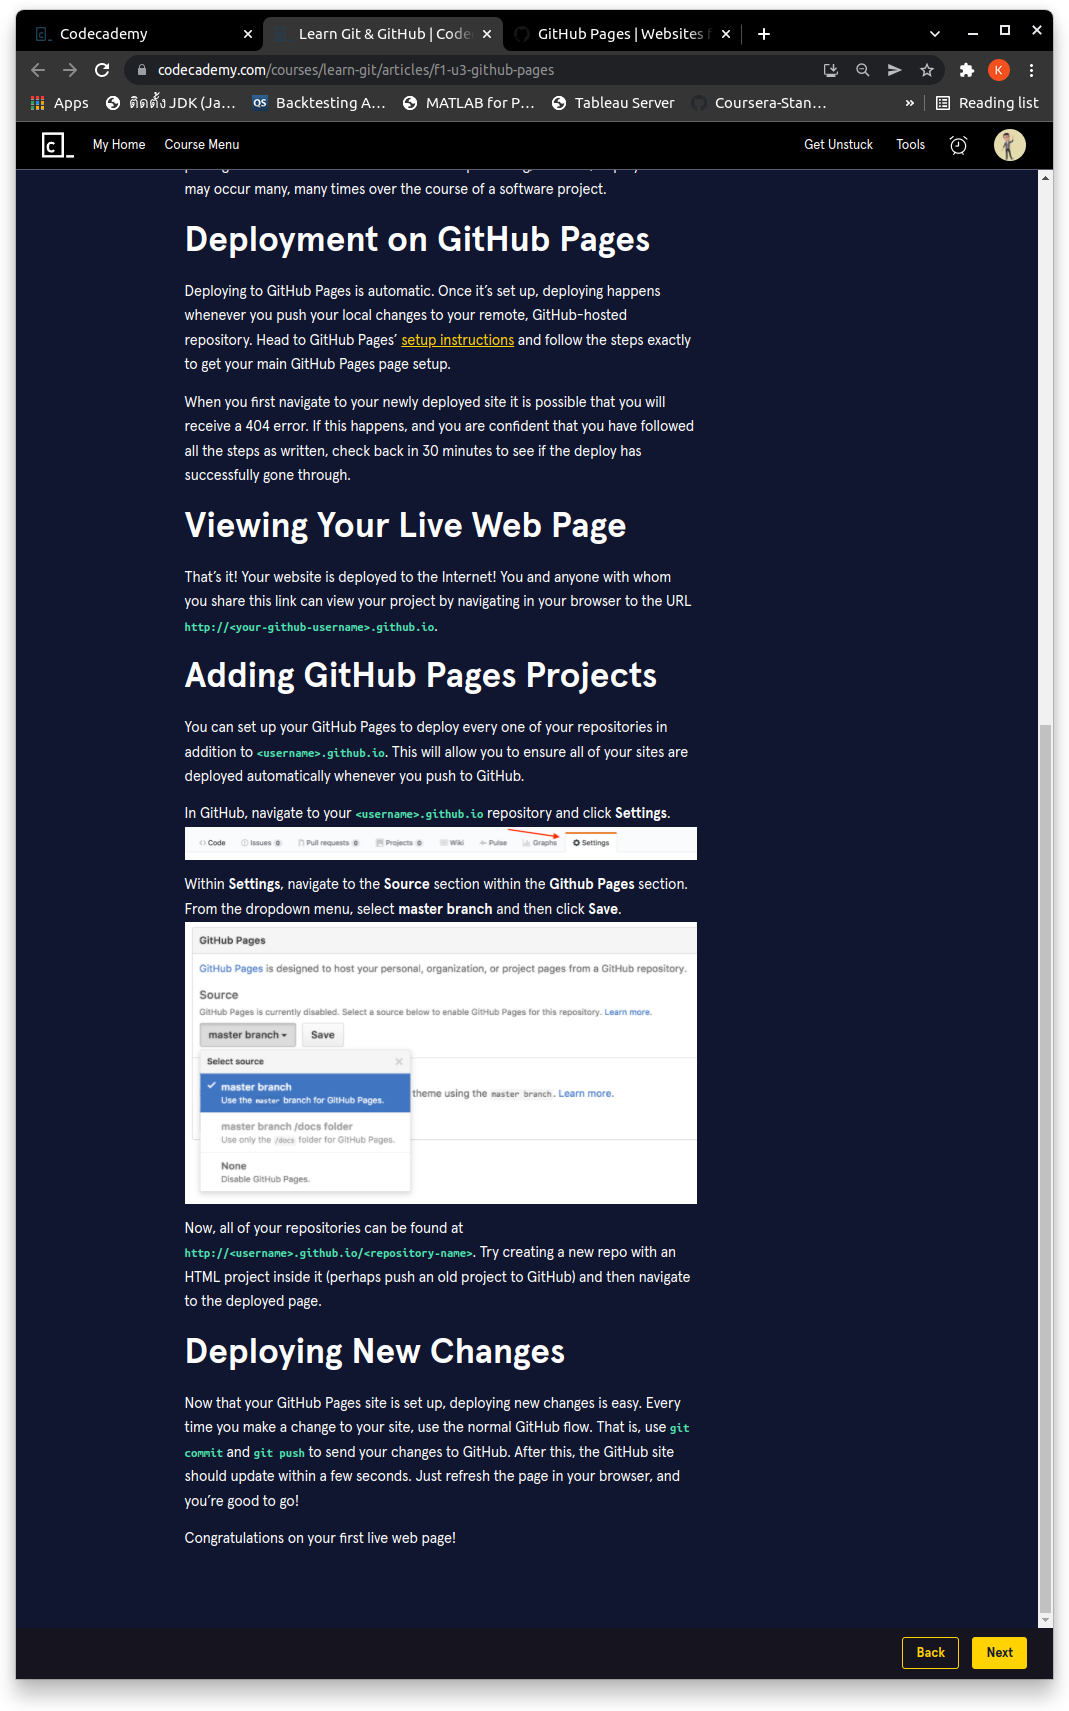 Codecademy
Learn Git & GitHub | Code
GitHub Pages | Websites f
codecademy.com/courses/learn-git/articles/f1-u3-github-pages
K
Apps
ติดตั้ง JDK (Ja...
QS Backtesting A...
MATLAB for P...
Tableau Server
Coursera-Stan...
»
Reading list
c_ My Home Course Menu Get Unstuck Tools
may occur many, many times over the course of a software project.
Deployment on GitHub Pages
Deploying to GitHub Pages is automatic. Once it’s set up, deploying happens
whenever you push your local changes to your remote, GitHub-hosted
repository. Head to GitHub Pages’ setup instructions and follow the steps exactly
to get your main GitHub Pages page setup.
When you first navigate to your newly deployed site it is possible that you will
receive a 404 error. If this happens, and you are confident that you have followed
all the steps as written, check back in 30 minutes to see if the deploy has
successfully gone through.
Viewing Your Live Web Page
That’s it! Your website is deployed to the Internet! You and anyone with whom
you share this link can view your project by navigating in your browser to the URL
http://<your-github-username>.github.io.
Adding GitHub Pages Projects
You can set up your GitHub Pages to deploy every one of your repositories in
addition to <username>.github.io. This will allow you to ensure all of your sites are
deployed automatically whenever you push to GitHub.
In GitHub, navigate to your <username>.github.io repository and click Settings.
<> Code Issues 0 Pull requests 0 Projects 0 Wiki Pulse Graphs Settings
Within Settings, navigate to the Source section within the Github Pages section.
From the dropdown menu, select master branch and then click Save.
GitHub Pages
GitHub Pages is designed to host your personal, organization, or project pages from a GitHub repository.
Source
GitHub Pages is currently disabled. Select a source below to enable GitHub Pages for this repository. Learn more.
master branch Save
Select source
master branch
Use the master branch for GitHub Pages.
theme using the master branch. Learn more.
master branch /docs folder
Use only the /docs folder for GitHub Pages.
None
Disable GitHub Pages.
Now, all of your repositories can be found at
http://<username>.github.io/<repository-name>. Try creating a new repo with an
HTML project inside it (perhaps push an old project to GitHub) and then navigate
to the deployed page.
Deploying New Changes
Now that your GitHub Pages site is set up, deploying new changes is easy. Every
time you make a change to your site, use the normal GitHub flow. That is, use git
commit and git push to send your changes to GitHub. After this, the GitHub site
should update within a few seconds. Just refresh the page in your browser, and
you’re good to go!
Congratulations on your first live web page!
Back Next